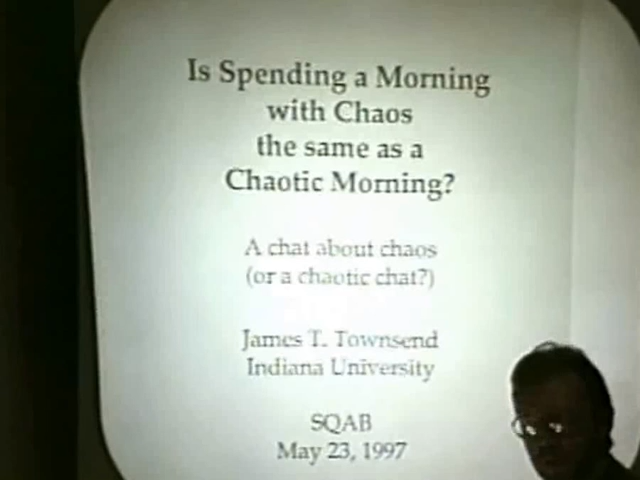 Is Spending a Morning
with Chaos
the same as a
Chaotic Morning?
A chat about chaos
(or a chaotic chat?)
James T. Townsend
Indiana University
SQAB
May 23, 1997